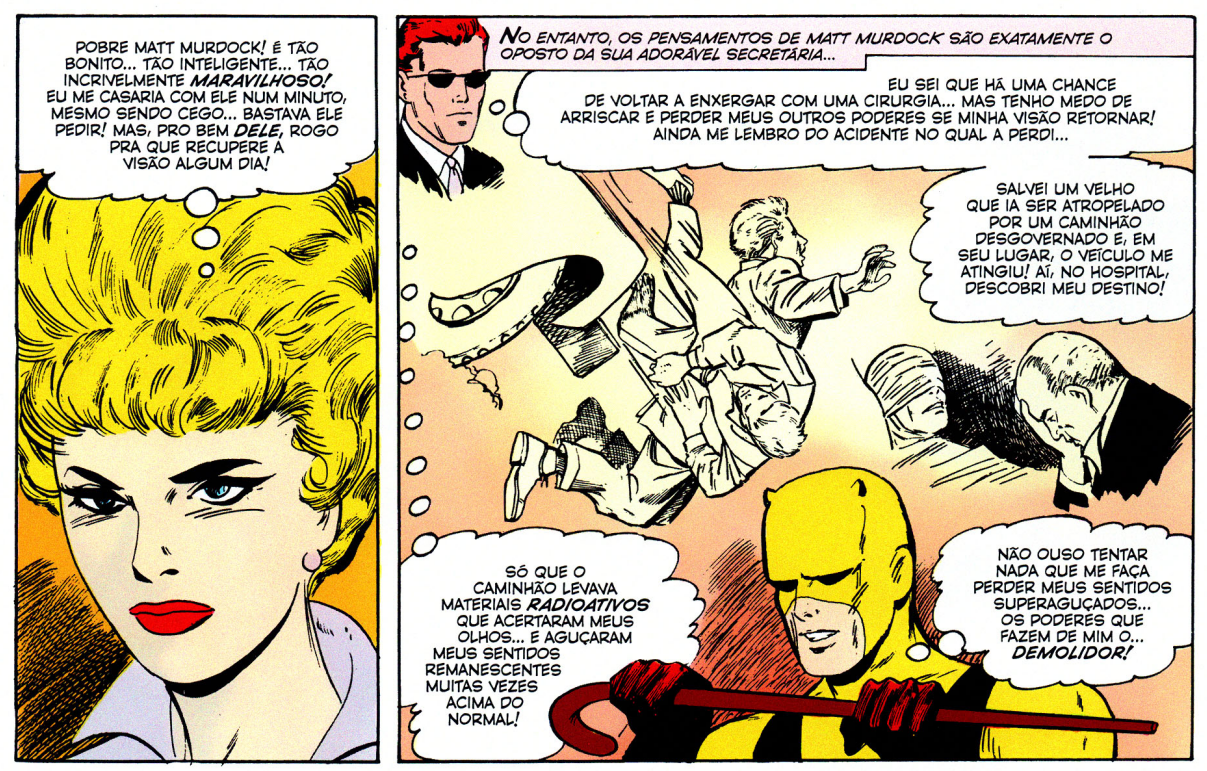 POBRE MATT MURDOCK! É TÃO
BONITO... TÃO INTELIGENTE... TÃO
INCRIVELMENTE MARAVILHOSO!
EU ME CASARIA COM ELE NUM MINUTO,
MESMO SENDO CEGO... BASTAVA ELE
PEDIR! MAS, PRO BEM DELE, ROGO
PRA QUE RECUPERE A
VISÃO ALGUM DIA!
NO ENTANTO, OS PENSAMENTOS DE MATT MURDOCK SÃO EXATAMENTE O
OPOSTO DA SUA ADORÁVEL SECRETÁRIA...
EU SEI QUE HÁ UMA CHANCE
DE VOLTAR A ENXERGAR COM UMA CIRURGIA... MAS TENHO MEDO DE
ARRISCAR E PERDER MEUS OUTROS PODERES SE MINHA VISÃO RETORNAR!
AINDA ME LEMBRO DO ACIDENTE NO QUAL A PERDI...
SALVEI UM VELHO
QUE IA SER ATROPELADO
POR UM CAMINHÃO
DESGOVERNADO E, EM
SEU LUGAR, O VEÍCULO ME
ATINGIU! AÍ, NO HOSPITAL,
DESCOBRI MEU DESTINO!
SÓ QUE O
CAMINHÃO LEVAVA
MATERIAIS RADIOATIVOS
QUE ACERTARAM MEUS
OLHOS... E AGUÇARAM
MEUS SENTIDOS
REMANESCENTES
MUITAS VEZES
ACIMA DO
NORMAL!
NÃO OUSO TENTAR
NADA QUE ME FAÇA
PERDER MEUS SENTIDOS
SUPERAGUÇADOS...
OS PODERES QUE
FAZEM DE MIM O...
DEMOLIDOR!